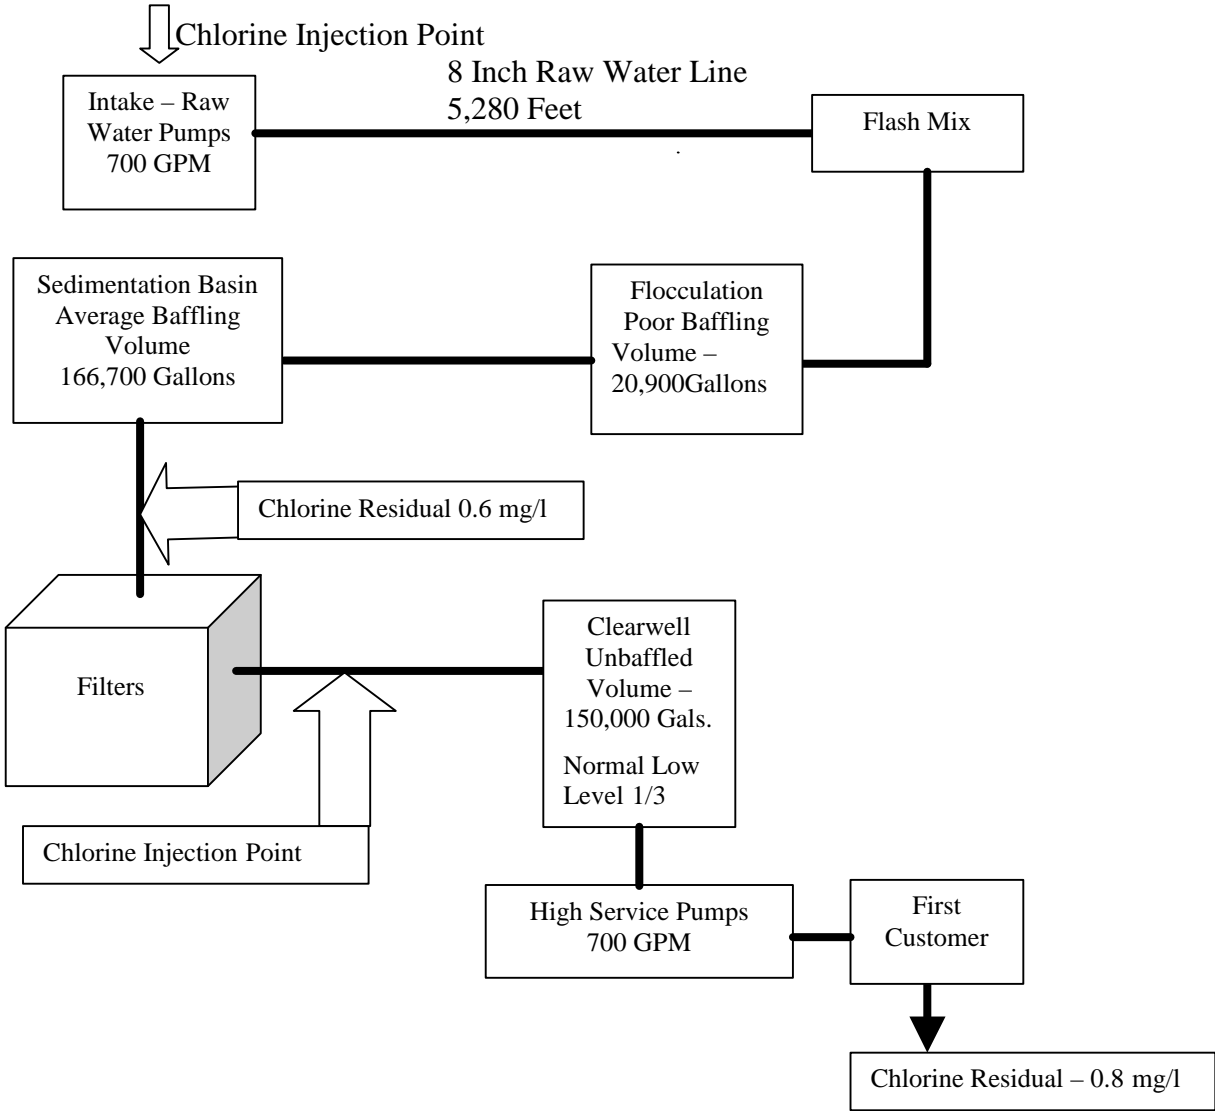 Chlorine Injection Point
8 Inch Raw Water Line
5,280 Feet
Intake – Raw
Water Pumps
700 GPM
Flash Mix
Sedimentation Basin
Average Baffling
Volume
166,700 Gallons
Flocculation
Poor Baffling
Volume –
20,900Gallons
Chlorine Residual 0.6 mg/l
Filters
Clearwell
Unbaffled
Volume –
150,000 Gals.
Normal Low
Level 1/3
Chlorine Injection Point
High Service Pumps
700 GPM
First
Customer
Chlorine Residual – 0.8 mg/l